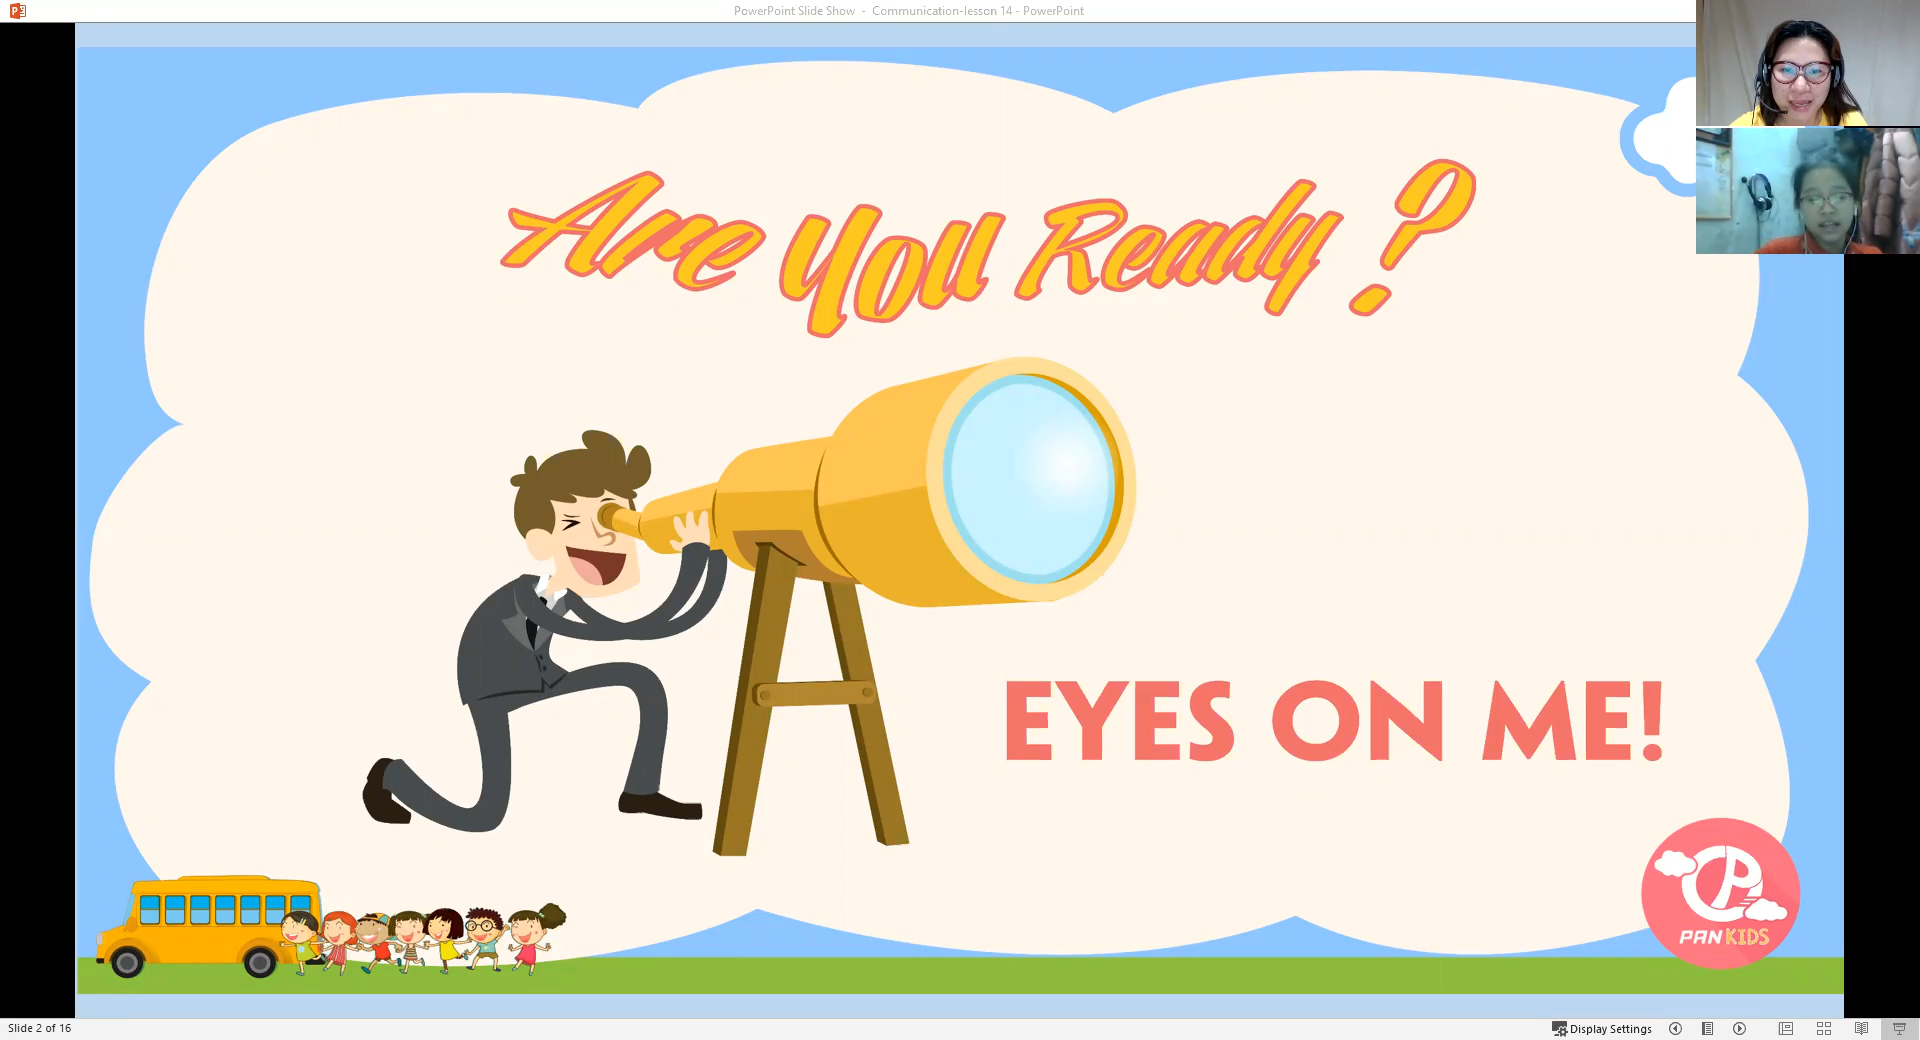 PowerPoint Slide Show - Communication-lesson 14 - PowerPoint
Are You Ready?
EYES ON ME!
P
PAN KIDS
Slide 2 of 16
Display Settings